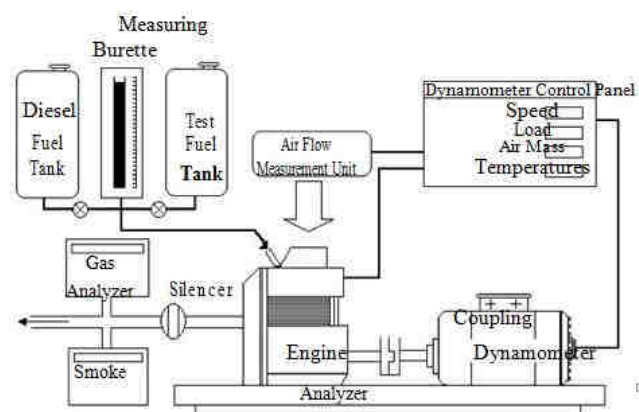 Measuring
Burette
Diesel
Fuel
Tank
Test
Fuel
Tank
Air Flow
Measurement Unit
Dynamometer Control Panel
Speed
Load
Air Mass
Temperatures
Gas
Analyzer
Silencer
Smoke
Engine
Coupling
Dynamometer
Analyzer